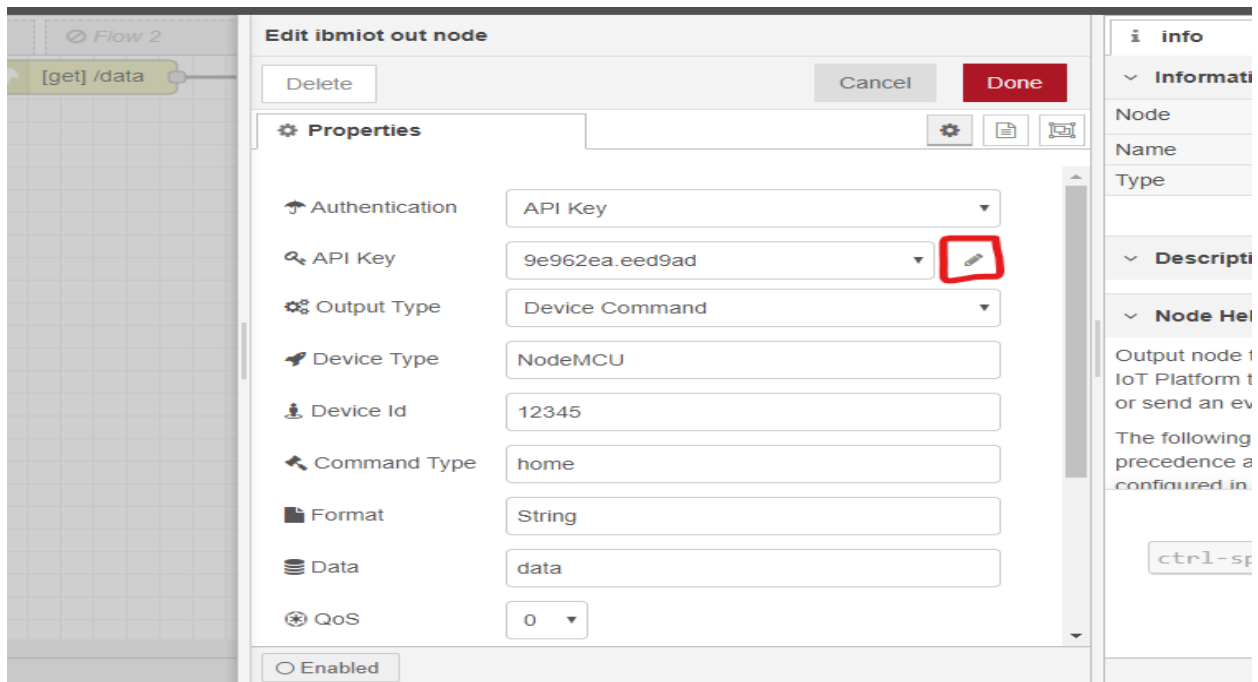 Flow 2
[get] /data
Edit ibmiot out node
Delete
Cancel
Done
Properties
Authentication
API Key
API Key
9e962ea.eed9ad
Output Type
Device Command
Device Type
NodeMCU
Device Id
12345
Command Type
home
Format
String
Data
data
QoS
0
Enabled
info
Informati
Node
Name
Type
Descripti
Node Hel
Output node
IoT Platform t
or send an ev
The following
precedence a
configured in
ctrl-sp